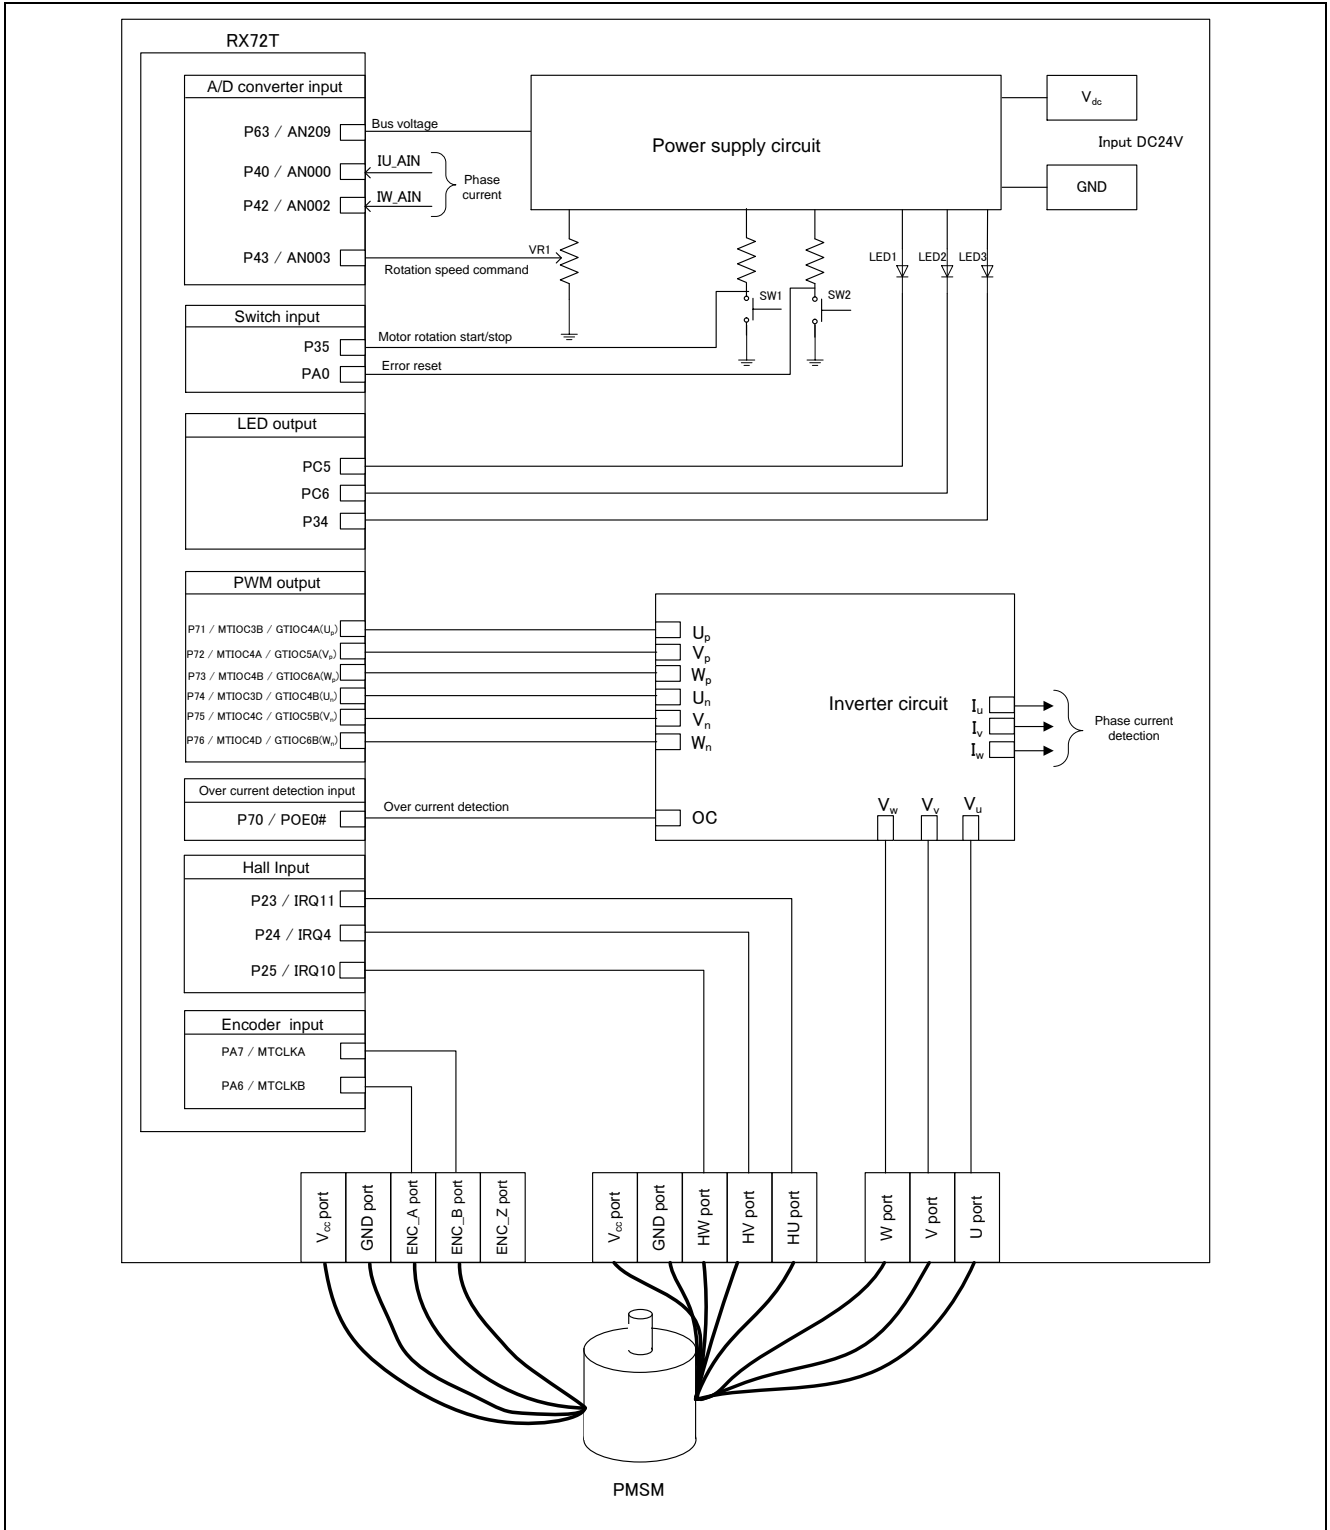 RX72T
A/D converter input
P63 / AN209
Bus voltage
P40 / AN000
IU_AIN
P42 / AN002
IW_AIN
Phase
current
P43 / AN003
Rotation speed command
VR1
Power supply circuit
Vdc
Input DC24V
GND
LED1
LED2
LED3
SW1
SW2
Switch input
P35
Motor rotation start/stop
PA0
Error reset
LED output
PC5
PC6
P34
PWM output
P71 / MTIOC3B / GTIOC4A(Up)
P72 / MTIOC4A / GTIOC5A(Vp)
P73 / MTIOC4B / GTIOC6A(Wp)
P74 / MTIOC3D / GTIOC4B(Un)
P75 / MTIOC4C / GTIOC5B(Vn)
P76 / MTIOC4D / GTIOC6B(Wn)
Up
Vp
Wp
Un
Vn
Wn
Inverter circuit
Iu
Iv
Iw
Phase current
detection
Over current detection input
P70 / POE0#
Over current detection
OC
Vw
Vv
Vu
Hall Input
P23 / IRQ11
P24 / IRQ4
P25 / IRQ10
Encoder input
PA7 / MTCLKA
PA6 / MTCLKB
Vcc port
GND port
ENC_A port
ENC_B port
ENC_Z port
Vcc port
GND port
HW port
HV port
HU port
W port
V port
U port
PMSM